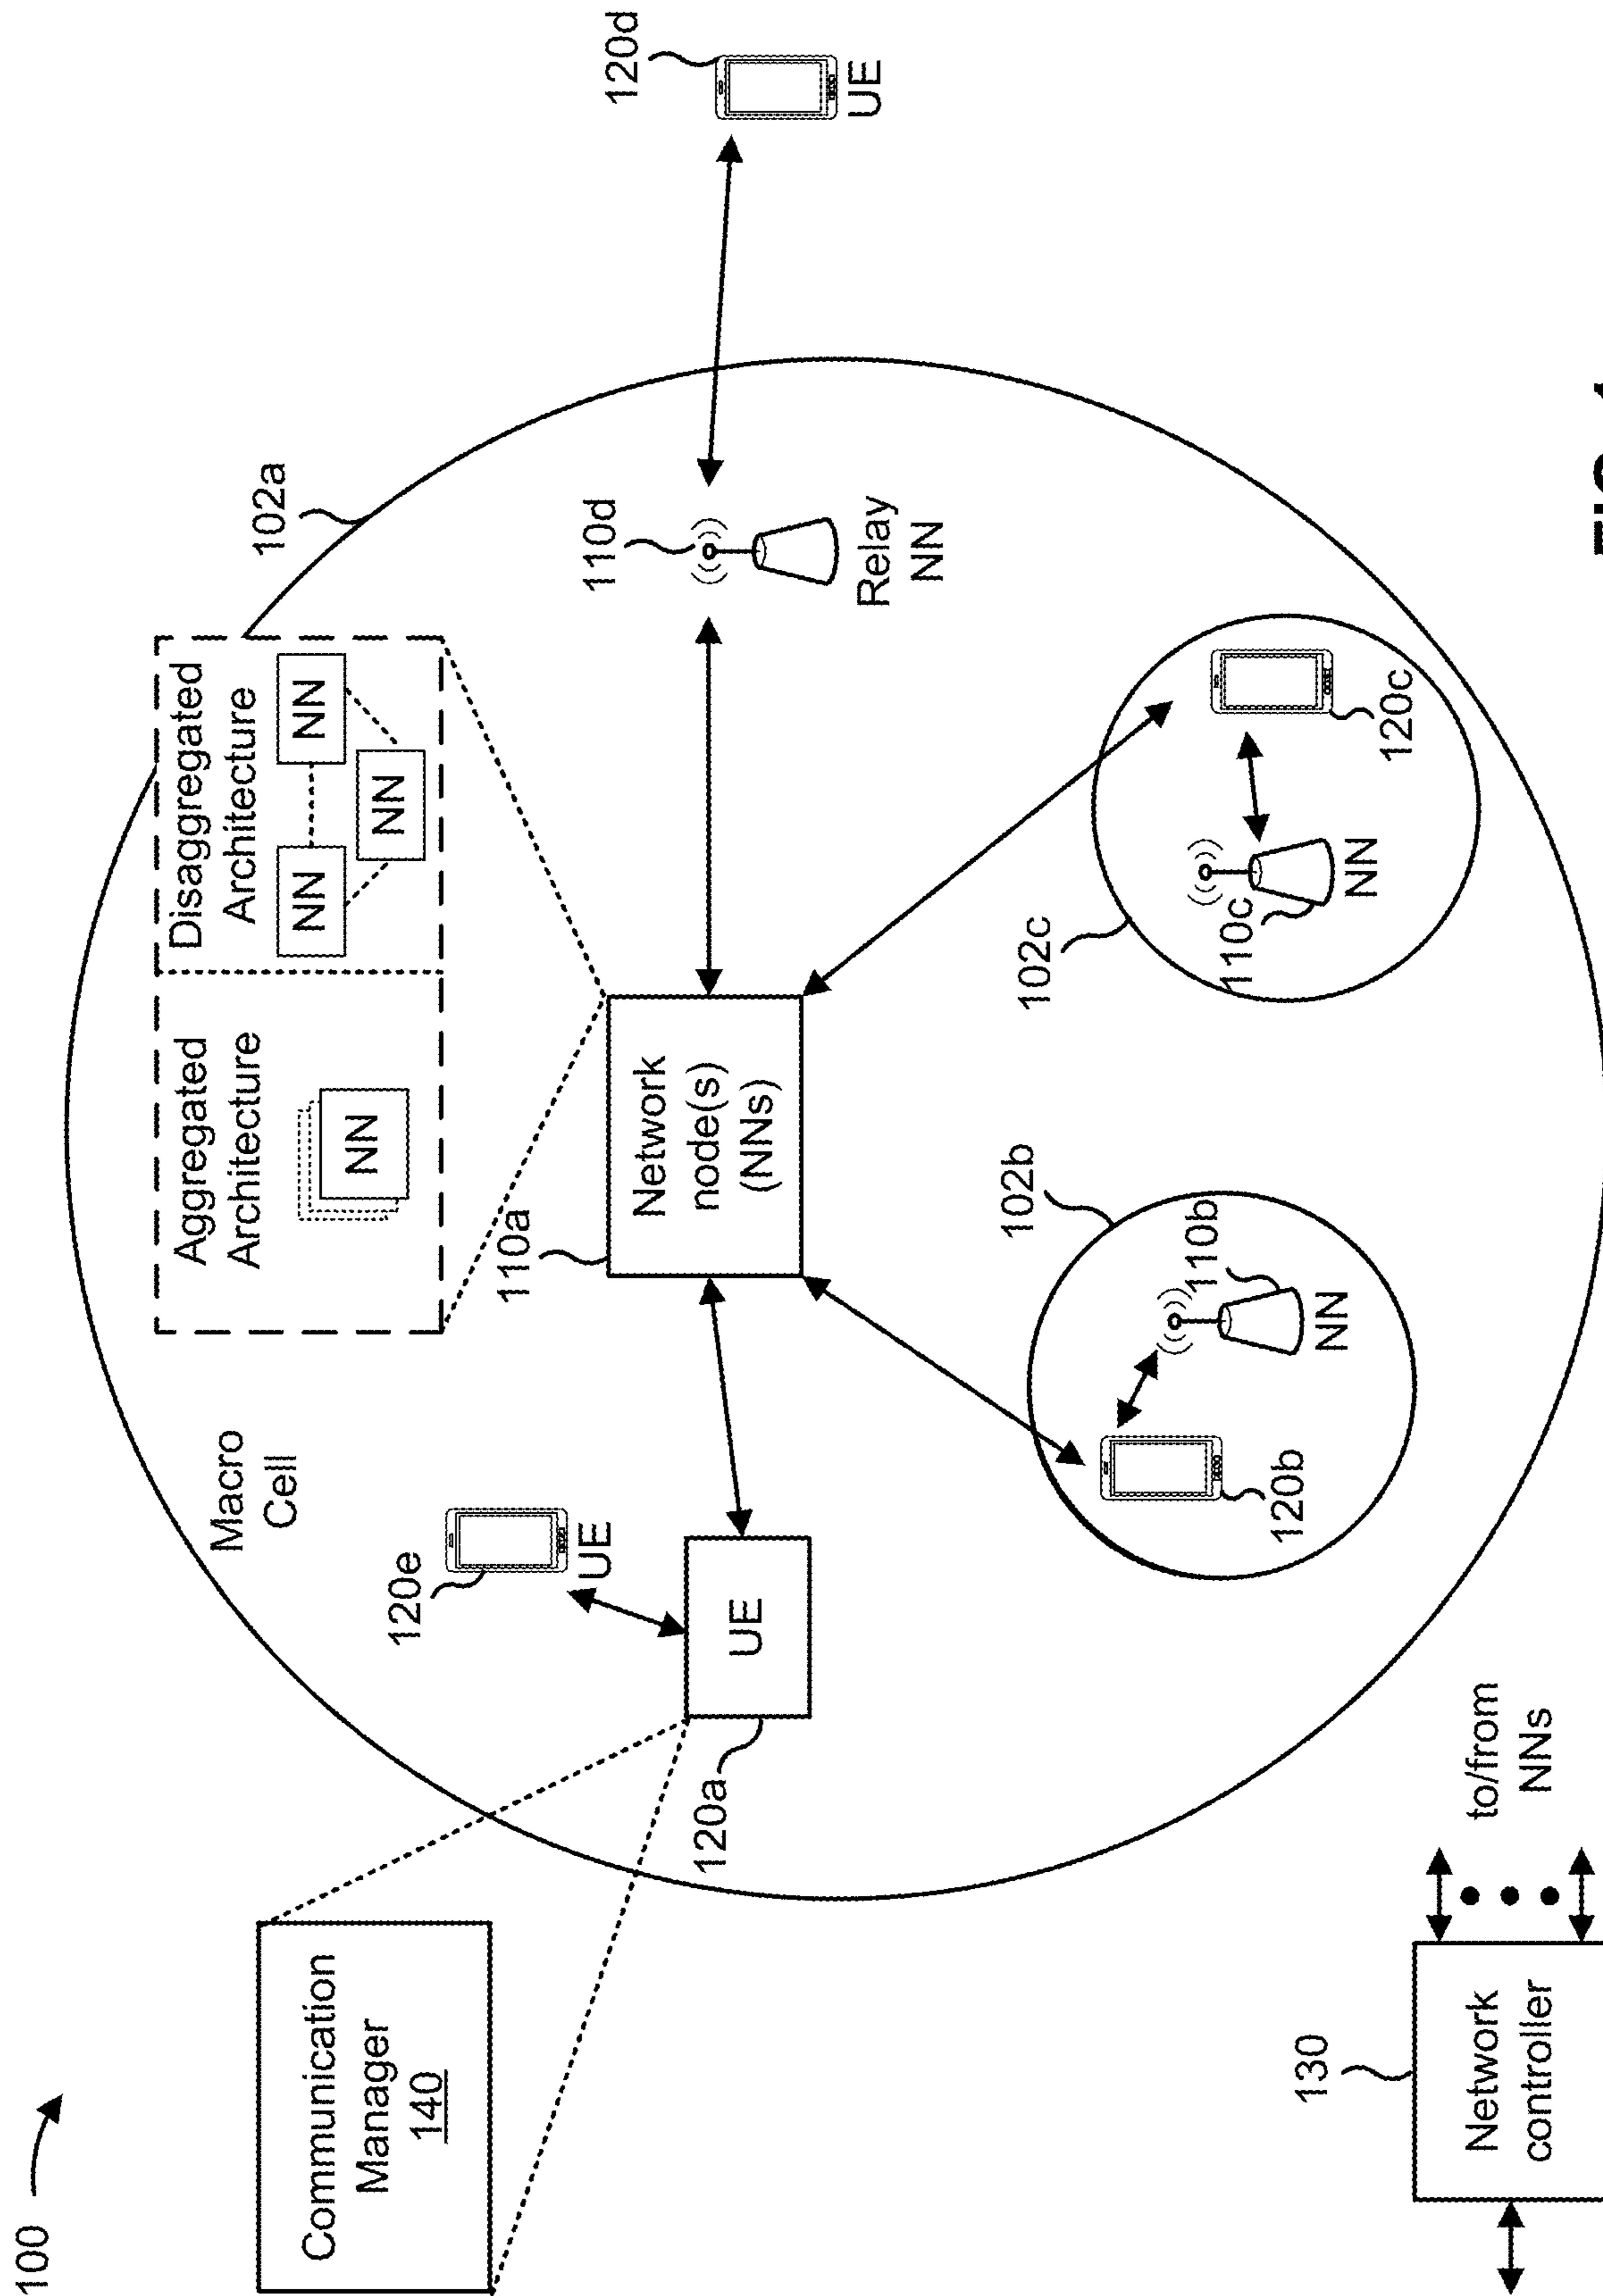 100
Communication
Manager
140
Macro
Cell
102a
Aggregated
Architecture
NN
Disaggregated
Architecture
NN
NN
NN
120e
UE
120a
UE
110a
Network
node(s)
(NNs)
110d
Relay
NN
120d
UE
102b
110b
NN
120b
102c
110c
NN
120c
130
Network
controller
to/from
NNs